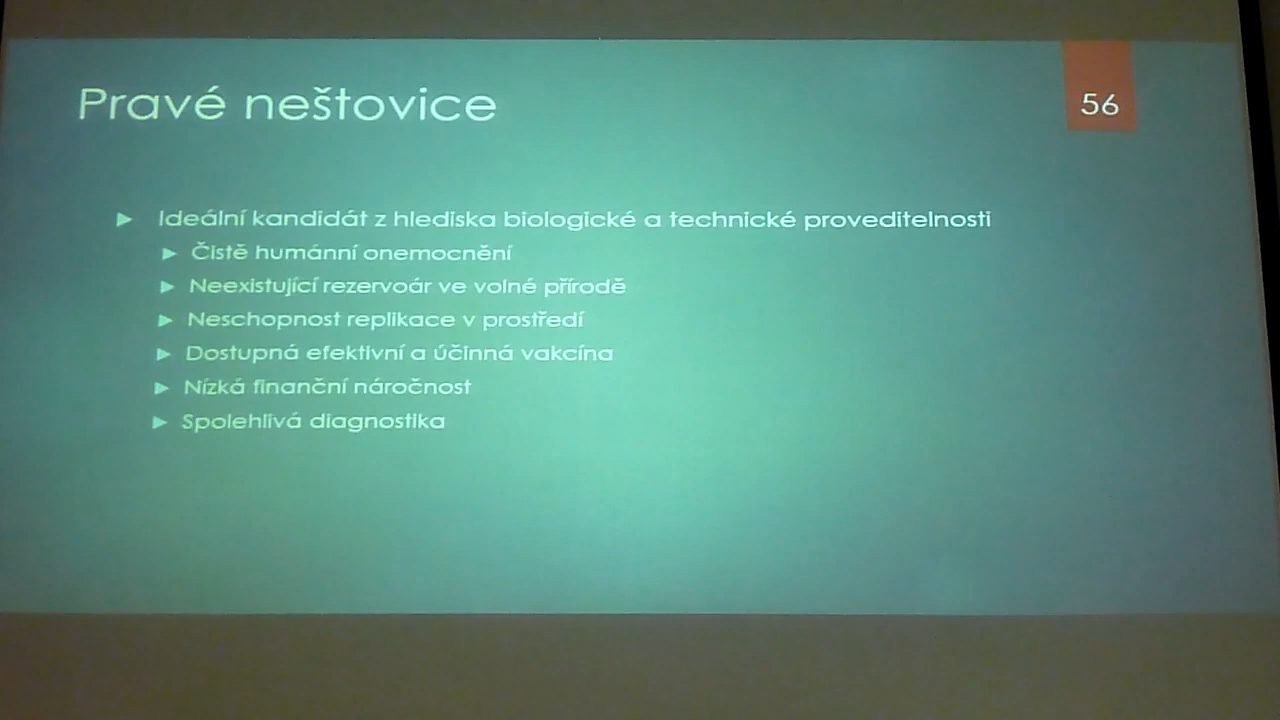 Pravé neštovice
56
► Ideální kandidát z hlediska biologické a technické proveditelnosti
► Čistě humánní onemocnění
► Neexistující rezervoár ve volné přírodě
► Neschopnost replikace v prostředí
► Dostupná efektivní a účinná vakcína
► Nízká finanční náročnost
► Spolehlivá diagnostika